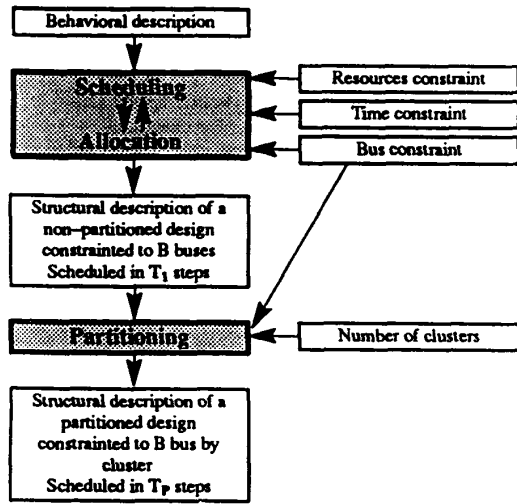 Behavioral description
Scheduling
Allocation
Resources constraint
Time constraint
Bus constraint
Structural description of a
non-partitioned design
constrainted to B buses
Scheduled in T1 steps
Partitioning
Number of clusters
Structural description of a
partitioned design
constrainted to B bus by
cluster
Scheduled in TP steps